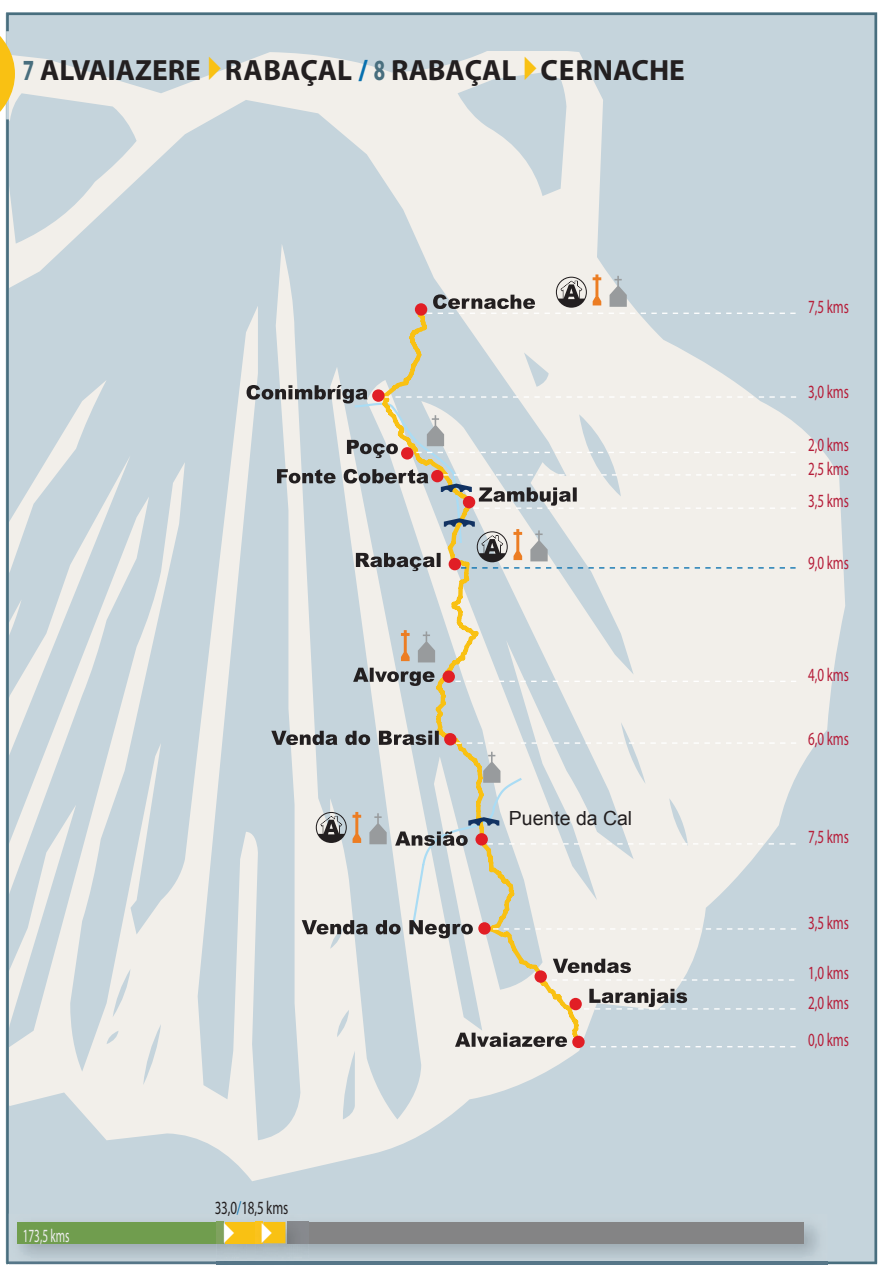 7 ALVAIAZERE RABAÇAL / 8 RABAÇAL CERNACHE
A
Cernache
7,5 kms
Conimbríga
3,0 kms
Poço
2,0 kms
Fonte Coberta
2,5 kms
Zambujal
3,5 kms
A
Rabaçal
9,0 kms
Alvorge
4,0 kms
Venda do Brasil
6,0 kms
Puente da Cal
A
Ansião
7,5 kms
Venda do Negro
3,5 kms
Vendas
1,0 kms
Laranjais
2,0 kms
Alvaiazere
0,0 kms
33,0/18,5 kms
173,5 kms